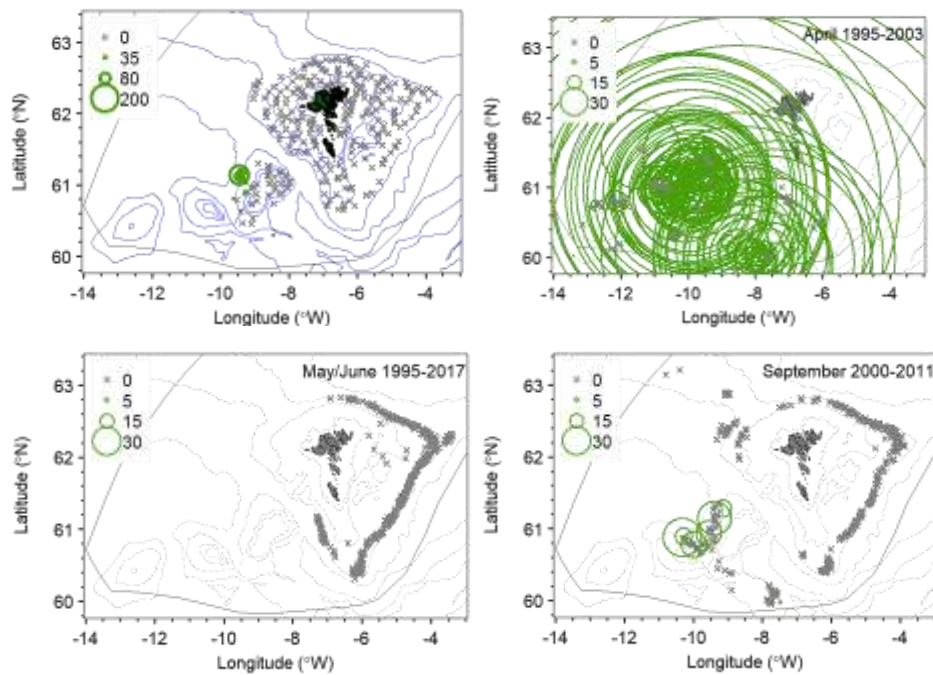 63
62
61
60
Latitude (°N)
0
35
80
200
-14 -12 -10 -8 -6 -4
Longitude (°W)
April 1995-2003
63
62
61
60
Latitude (°N)
0
5
15
30
-14 -12 -10 -8 -6 -4
Longitude (°W)
May/June 1995-2017
63
62
61
60
Latitude (°N)
0
5
15
30
-14 -12 -10 -8 -6 -4
Longitude (°W)
September 2000-2011
63
62
61
60
Latitude (°N)
0
5
15
30
-14 -12 -10 -8 -6 -4
Longitude (°W)